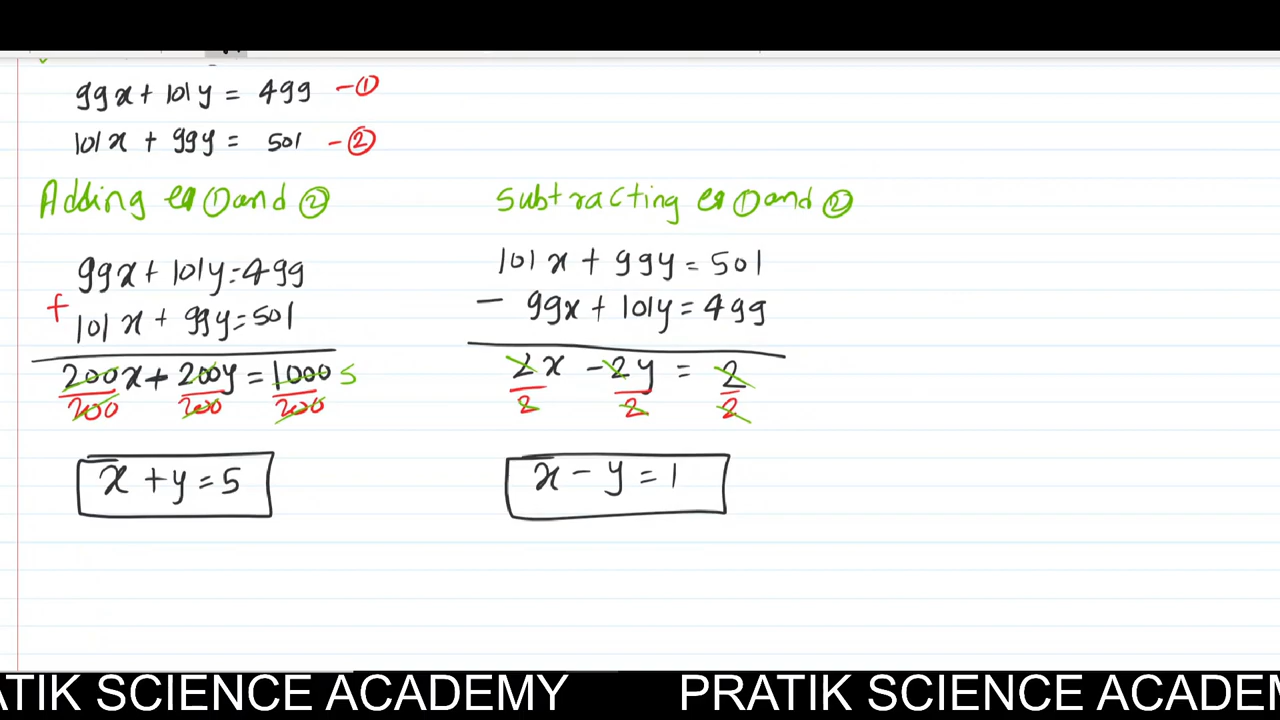 99x + 101y = 499 - ①
101x + 99y = 501 - ②
Adding eq ① and ②
99x + 101y = 499
+ 101x + 99y = 501
200x + 200y = 1000 5
200 200 200
x + y = 5
Subtracting eq ① and ②
101x + 99y = 501
- 99x + 101y = 499
2x - 2y = 2
2 2 2
x - y = 1
ATIK SCIENCE ACADEMY PRATIK SCIENCE ACADEM